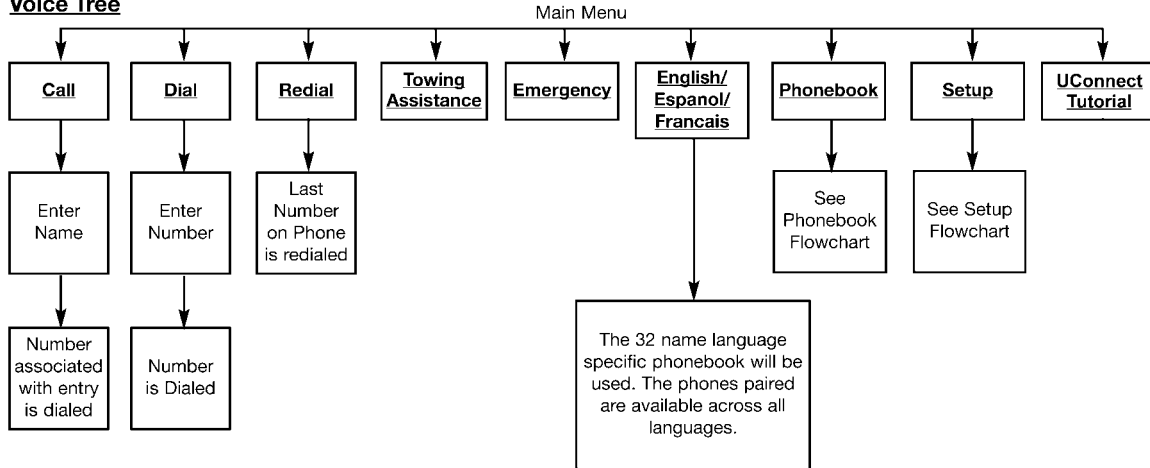 Voice Tree
Main Menu
Call
Dial
Redial
Towing
Assistance
Emergency
English/
Espanol/
Francais
Phonebook
Setup
UConnect
Tutorial
Enter
Name
Enter
Number
Last
Number
on Phone
is redialed
See
Phonebook
Flowchart
See Setup
Flowchart
Number
associated
with entry
is dialed
Number
is Dialed
The 32 name language
specific phonebook will be
used. The phones paired
are available across all
languages.